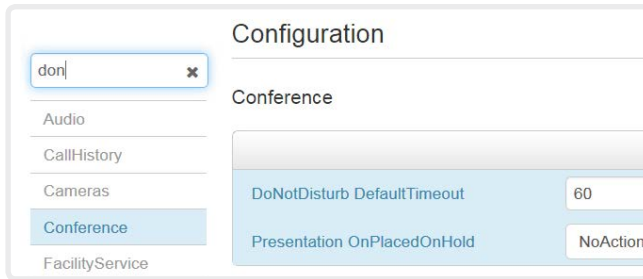 Configuration
don
Conference
Audio
CallHistory
Cameras
Conference
FacilityService
DoNotDisturb DefaultTimeout 60
Presentation OnPlacedOnHold NoAction